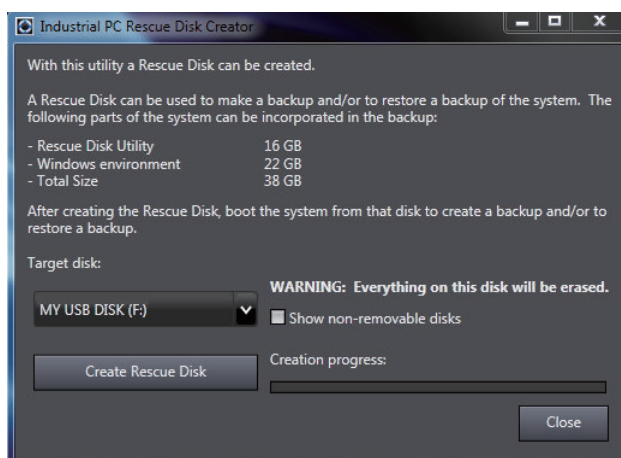 Industrial PC Rescue Disk Creator
With this utility a Rescue Disk can be created.
A Rescue Disk can be used to make a backup and/or to restore a backup of the system. The
following parts of the system can be incorporated in the backup:
- Rescue Disk Utility 16 GB
- Windows environment 22 GB
- Total Size 38 GB
After creating the Rescue Disk, boot the system from that disk to create a backup and/or to
restore a backup.
Target disk:
WARNING: Everything on this disk will be erased.
MY USB DISK (F:)
Show non-removable disks
Create Rescue Disk
Creation progress:
Close